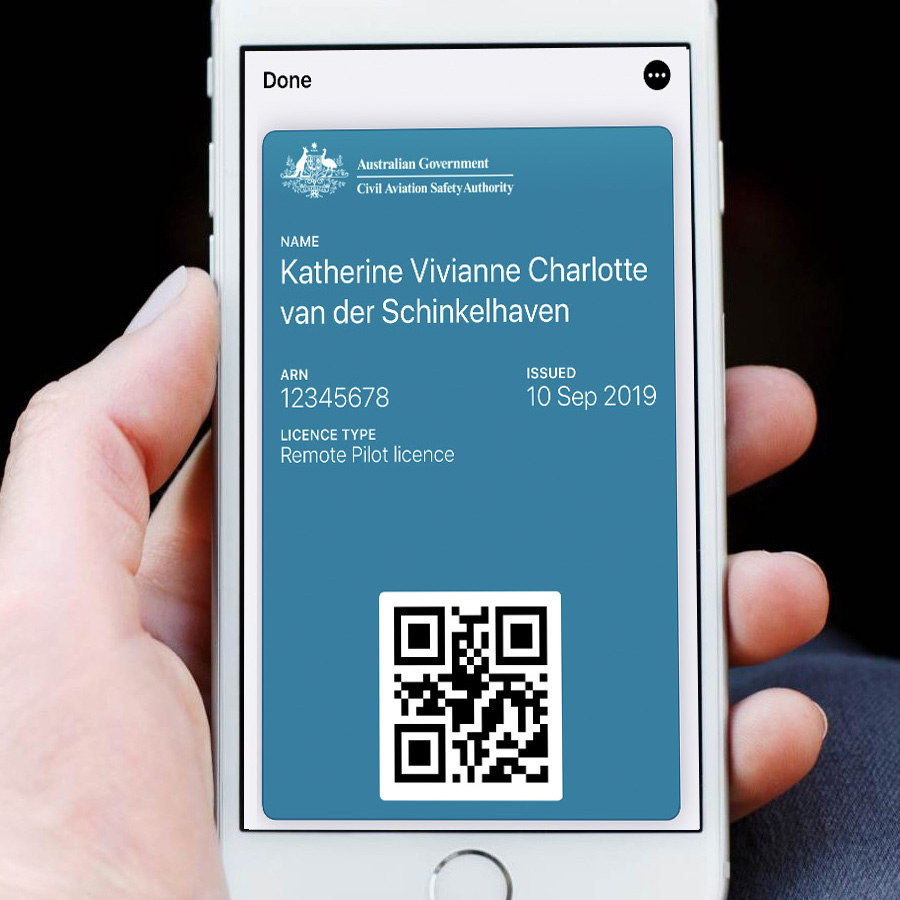 Done
Australian Government
Civil Aviation Safety Authority
NAME
Katherine Vivianne Charlotte
van der Schinkelhaven
ARN
12345678
ISSUED
10 Sep 2019
LICENCE TYPE
Remote Pilot licence